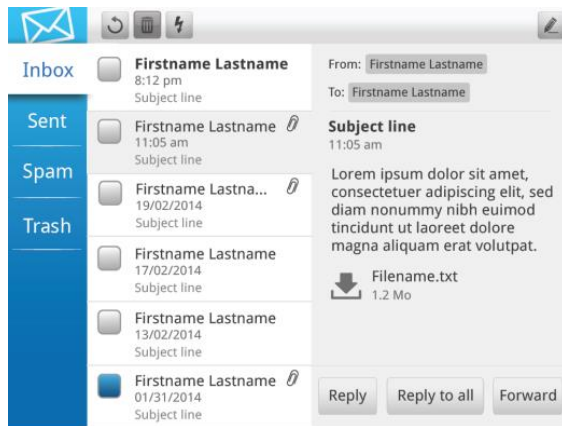 Inbox
Sent
Spam
Trash
Firstname Lastname
8:12 pm
Subject line
Firstname Lastname
11:05 am
Subject line
Firstname Lastna...
19/02/2014
Subject line
Firstname Lastname
17/02/2014
Subject line
Firstname Lastname
13/02/2014
Subject line
Firstname Lastname
01/31/2014
Subject line
From: Firstname Lastname
To: Firstname Lastname
Subject line
11:05 am
Lorem ipsum dolor sit amet,
consectetuer adipiscing elit, sed
diam nonummy nibh euimod
tincidunt ut laoreet dolore
magna aliquam erat volutpat.
Filename.txt
1.2 Mo
Reply Reply to all Forward